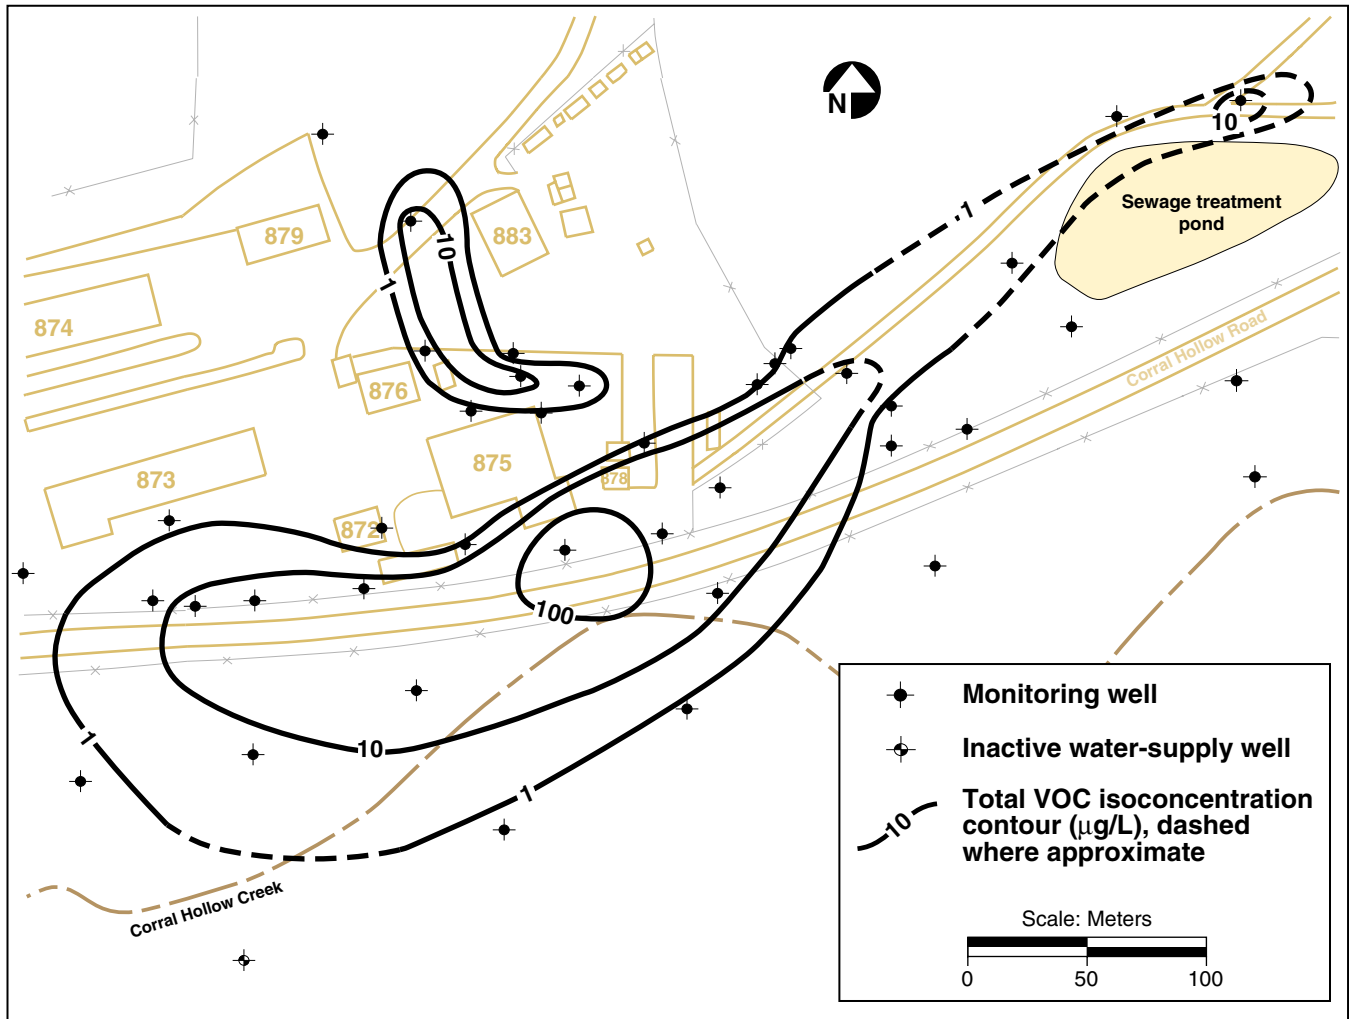 N
10
Sewage treatment
pond
1
879
883
10
1
874
Corral Hollow Road
876
875
873
878
872
100
1
10
1
Corral Hollow Creek
Monitoring well
Inactive water-supply well
10
Total VOC isoconcentration
contour (μg/L), dashed
where approximate
Scale: Meters
0 50 100